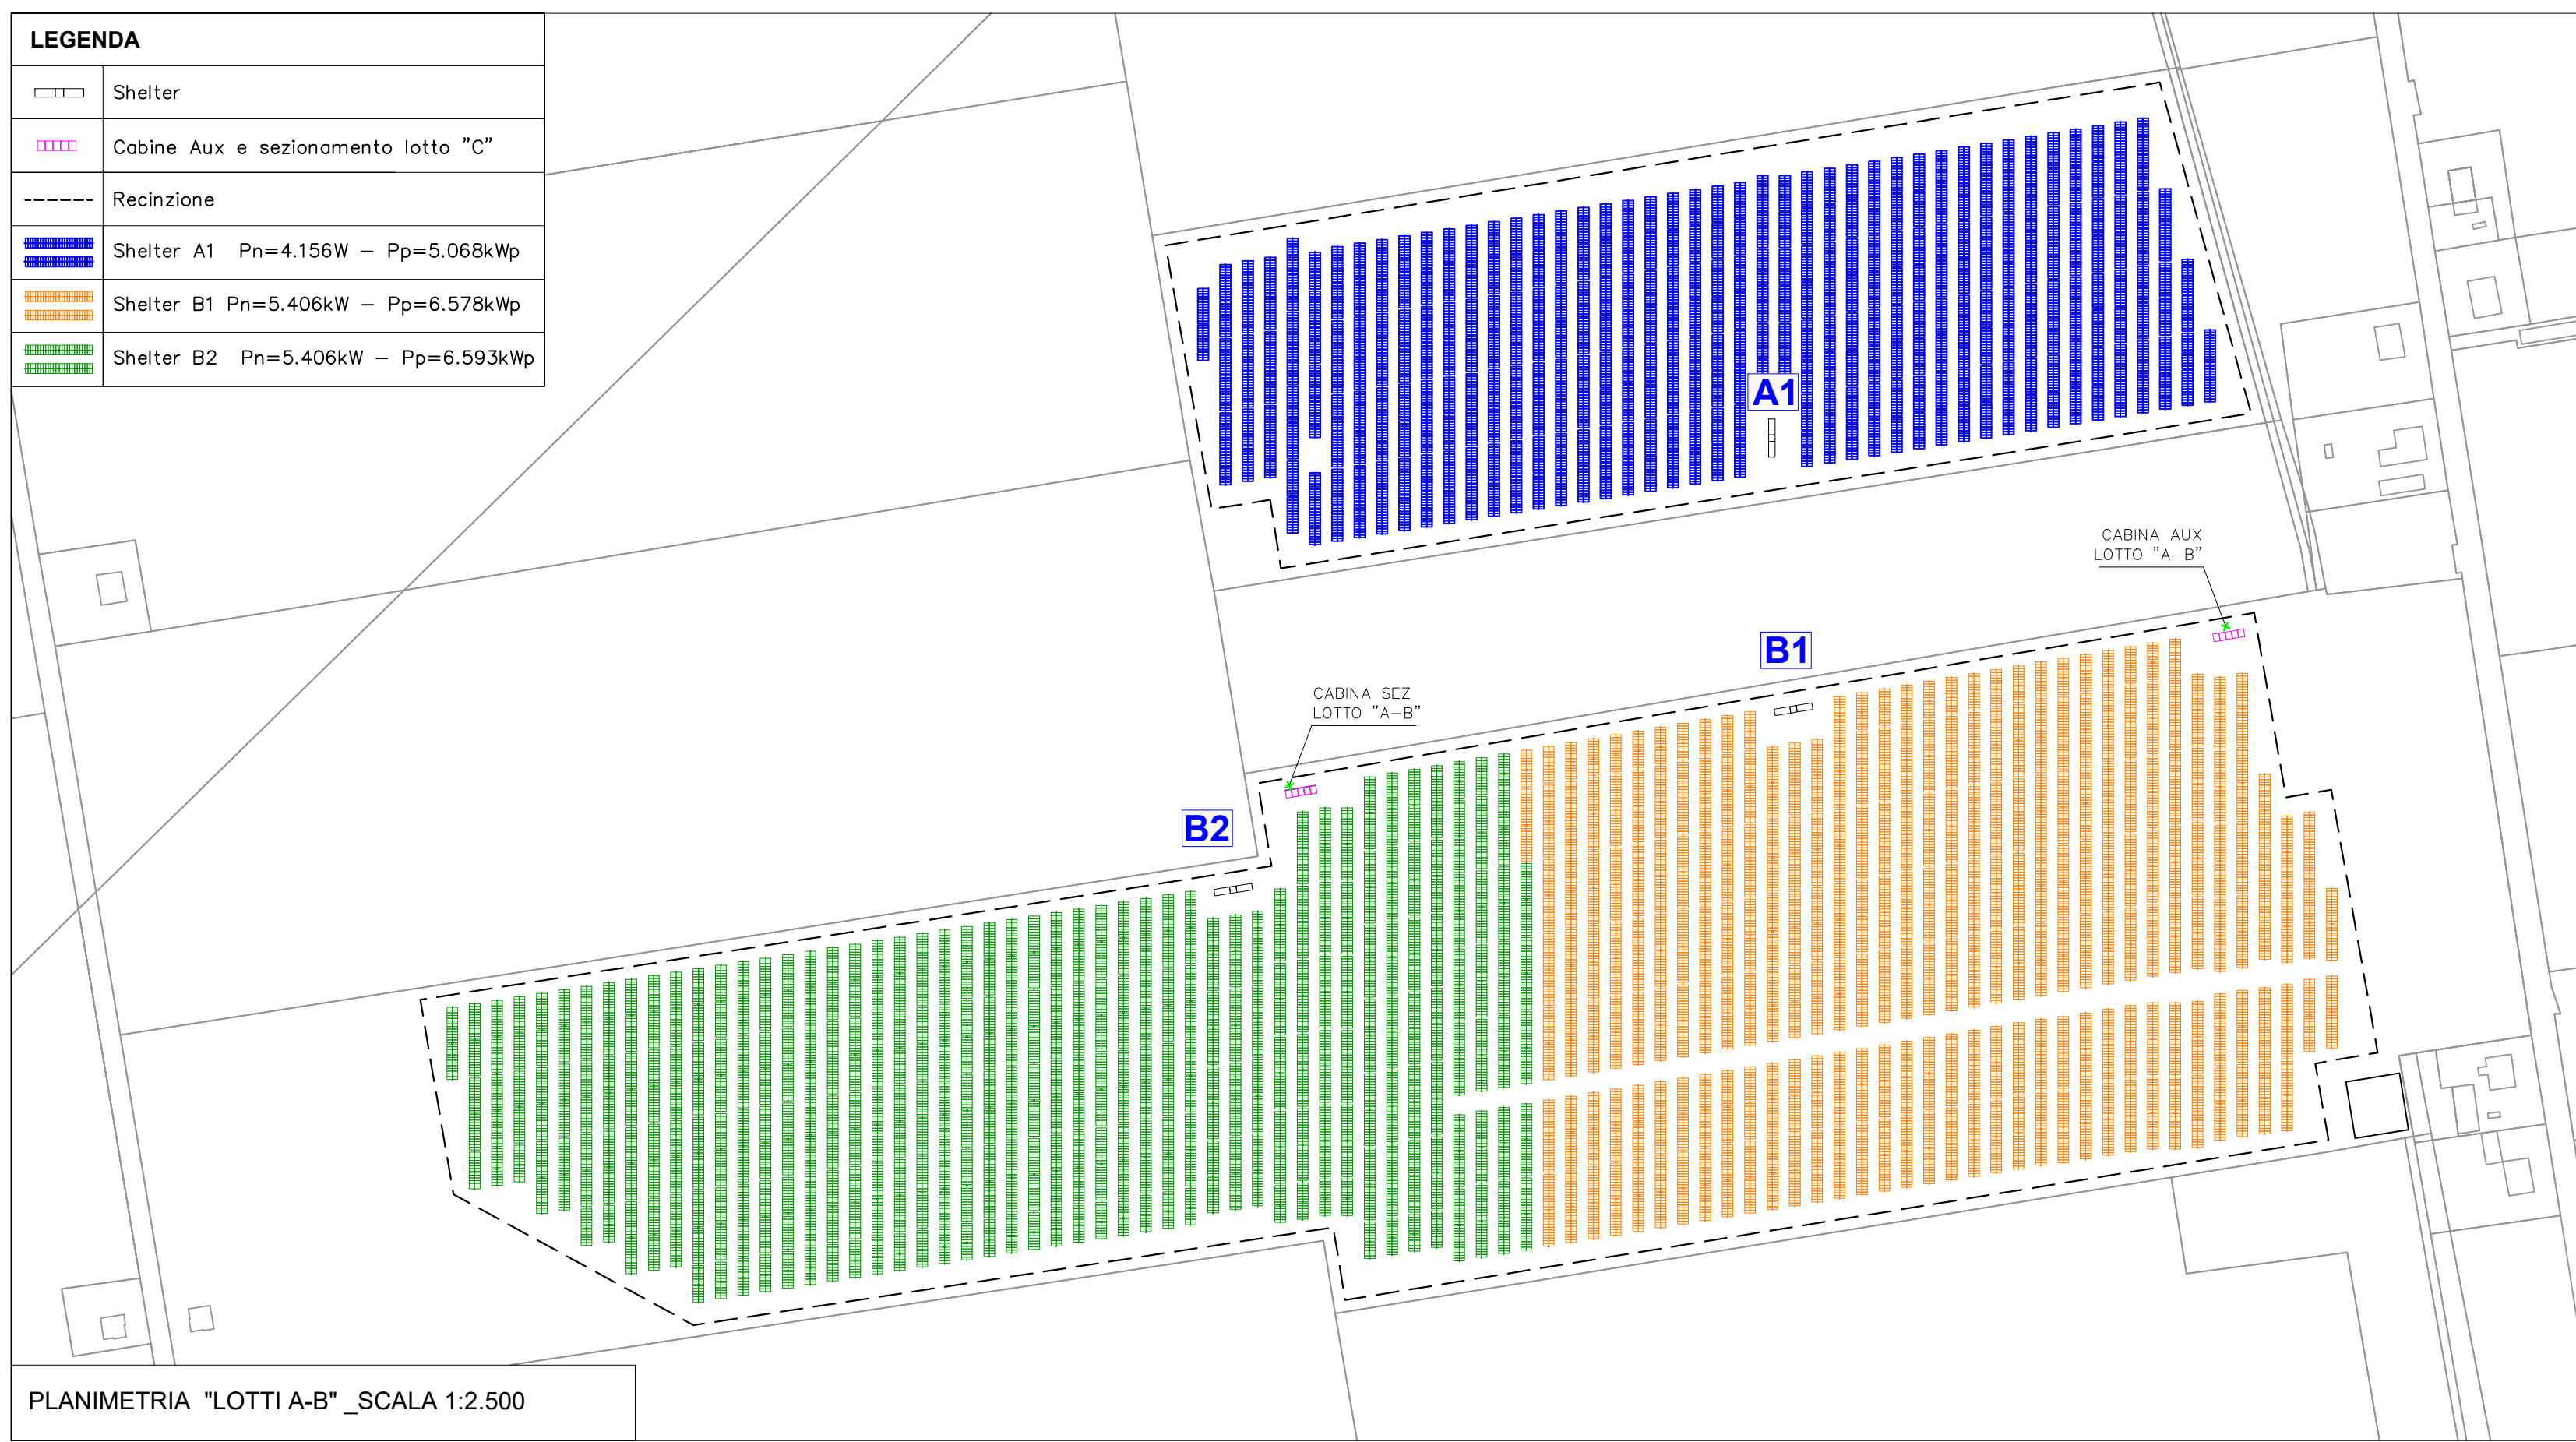 LEGENDA
Shelter
Cabine Aux e sezionamento lotto "C"
Recinzione
Shelter A1 Pn=4.156W – Pp=5.068kWp
Shelter B1 Pn=5.406kW – Pp=6.578kWp
Shelter B2 Pn=5.406kW – Pp=6.593kWp
A1
CABINA AUX
LOTTO "A–B"
B1
CABINA SEZ
LOTTO "A–B"
B2
PLANIMETRIA "LOTTI A-B" _SCALA 1:2.500